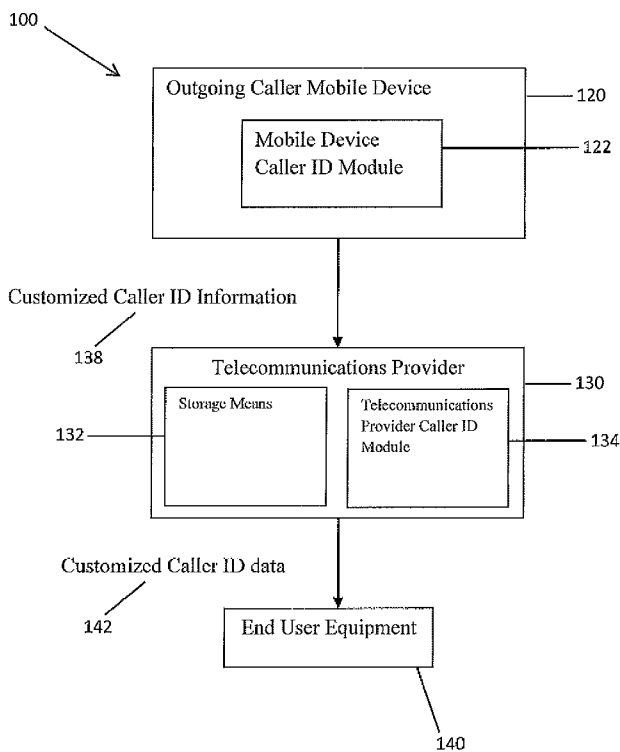 100
Outgoing Caller Mobile Device
120
Mobile Device
Caller ID Module
122
Customized Caller ID Information
138
Telecommunications Provider
130
Storage Means
132
Telecommunications
Provider Caller ID
Module
134
Customized Caller ID data
142
End User Equipment
140